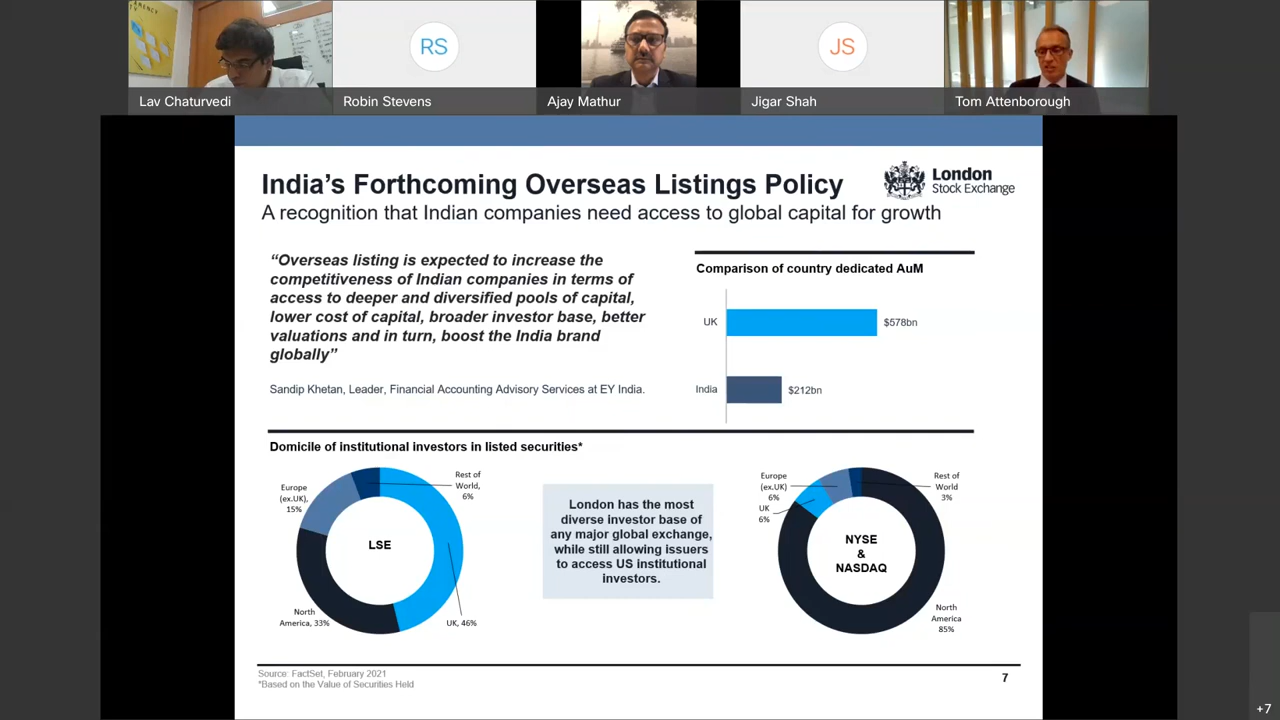 RS
JS
Lav Chaturvedi
Robin Stevens
Ajay Mathur
Jigar Shah
Tom Attenborough
India's Forthcoming Overseas Listings Policy
London
Stock Exchange
A recognition that Indian companies need access to global capital for growth
“Overseas listing is expected to increase the
competitiveness of Indian companies in terms of
access to deeper and diversified pools of capital,
lower cost of capital, broader investor base, better
valuations and in turn, boost the India brand
globally”
Sandip Khetan, Leader, Financial Accounting Advisory Services at EY India.
Comparison of country dedicated AuM
UK
$578bn
India
$212bn
Domicile of institutional investors in listed securities*
Europe
(ex.UK),
15%
Rest of
World,
6%
LSE
North
America, 33%
UK, 46%
London has the most
diverse investor base of
any major global exchange,
while still allowing issuers
to access US institutional
investors.
Europe
(ex.UK)
6%
UK
6%
Rest of
World
3%
NYSE
&
NASDAQ
North
America
85%
Source: FactSet, February 2021
*Based on the Value of Securities Held
7
+7